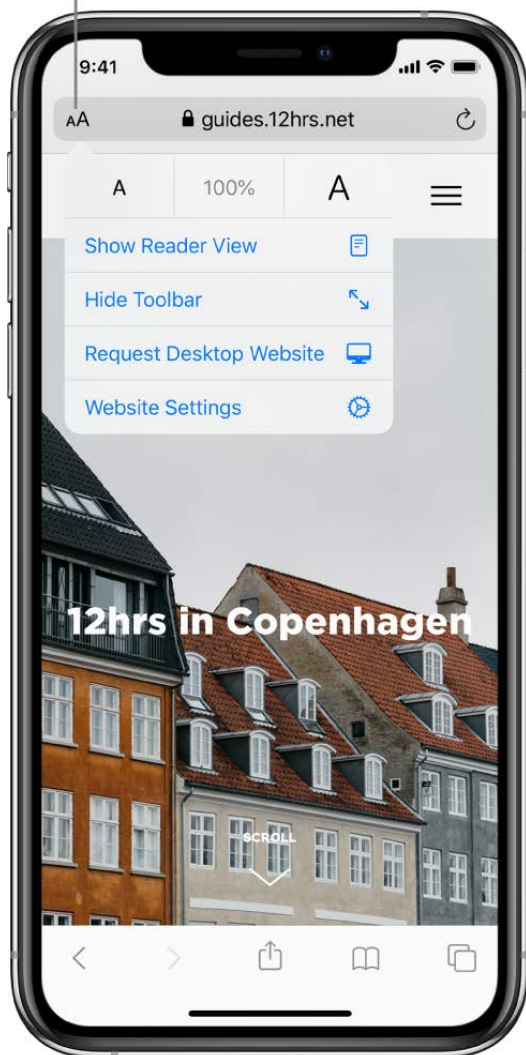 9:41
AA guides.12hrs.net
A 100% A
Show Reader View
Hide Toolbar
Request Desktop Website
Website Settings
12hrs in Copenhagen
SCROLL